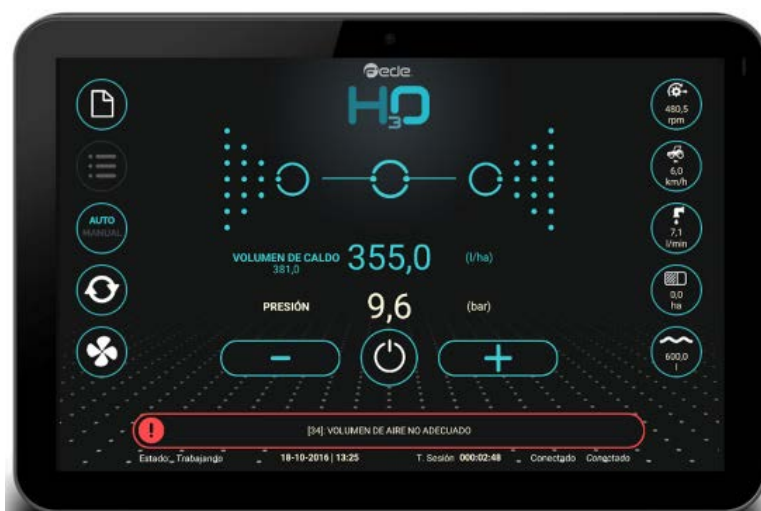 Fede
H3O
480,5
rpm
6,0
km/h
AUTO
MANUAL
7,1
l/min
VOLUMEN DE CALDO 355,0 (l/ha)
381,0
0,0
ha
PRESIÓN 9,6 (bar)
600,0
l
[34]: VOLUMEN DE AIRE NO ADECUADO
Estado: Trabajando 18-10-2016 | 13:25 T. Sesión 000:02:48 Conectado Conectado